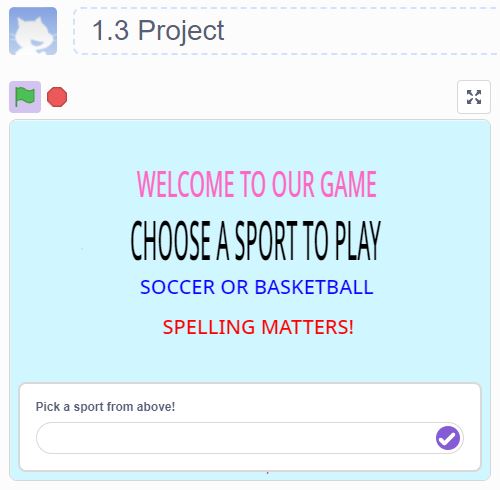 1.3 Project
WELCOME TO OUR GAME
CHOOSE A SPORT TO PLAY
SOCCER OR BASKETBALL
SPELLING MATTERS!
Pick a sport from above!